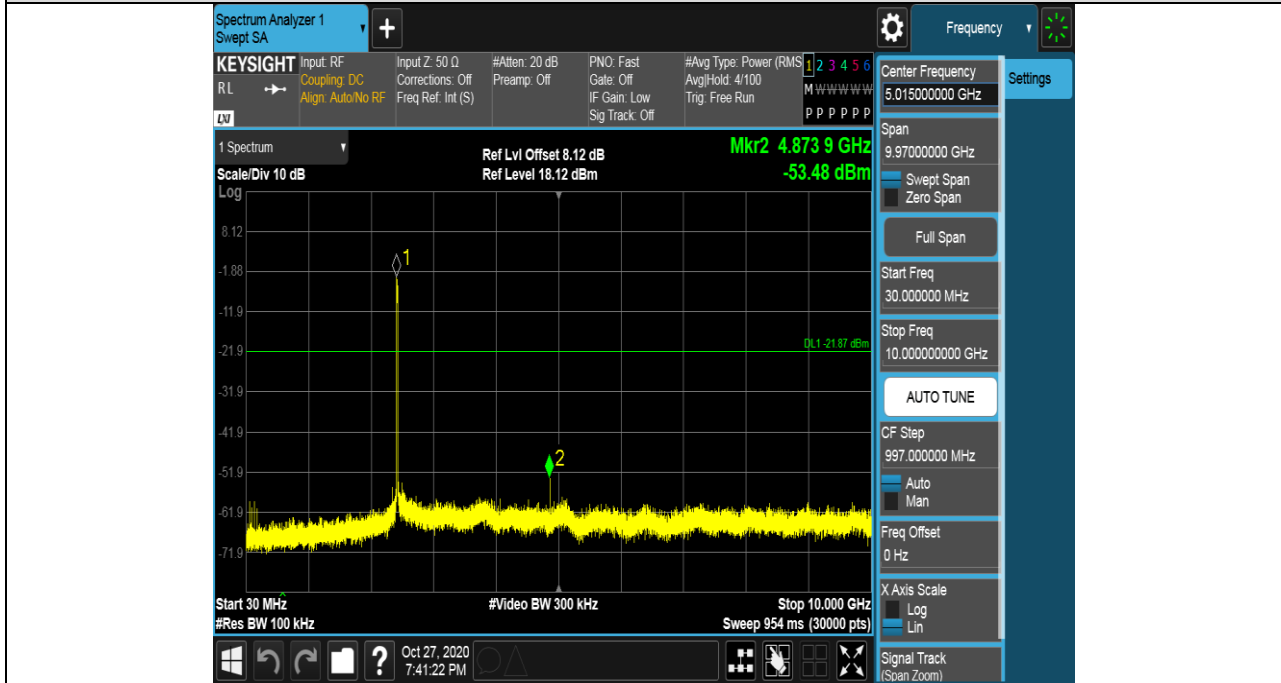 Spectrum Analyzer 1
Swept SA
+
Frequency
KEYSIGHT
RL
LXI
Input: RF
Coupling: DC
Align: Auto/No RF
Input Z: 50 Ω
Corrections: Off
Freq Ref: Int (S)
#Atten: 20 dB
Preamp: Off
PNO: Fast
Gate: Off
IF Gain: Low
Sig Track: Off
#Avg Type: Power (RMS
Avg|Hold: 4/100
Trig: Free Run
1 2 3 4 5 6
M W W W W W
P P P P P P
1 Spectrum
Scale/Div 10 dB
Log
Ref Lvl Offset 8.12 dB
Ref Level 18.12 dBm
Mkr2 4.873 9 GHz
-53.48 dBm
8.12
-1.88
-11.9
-21.9
-31.9
-41.9
-51.9
-61.9
-71.9
1
2
DL1 -21.87 dBm
Start 30 MHz
#Res BW 100 kHz
#Video BW 300 kHz
Stop 10.000 GHz
Sweep 954 ms (30000 pts)
?
Oct 27, 2020
7:41:22 PM
Center Frequency
5.015000000 GHz
Settings
Span
9.97000000 GHz
Swept Span
Zero Span
Full Span
Start Freq
30.000000 MHz
Stop Freq
10.000000000 GHz
AUTO TUNE
CF Step
997.000000 MHz
Auto
Man
Freq Offset
0 Hz
X Axis Scale
Log
Lin
Signal Track
(Span Zoom)